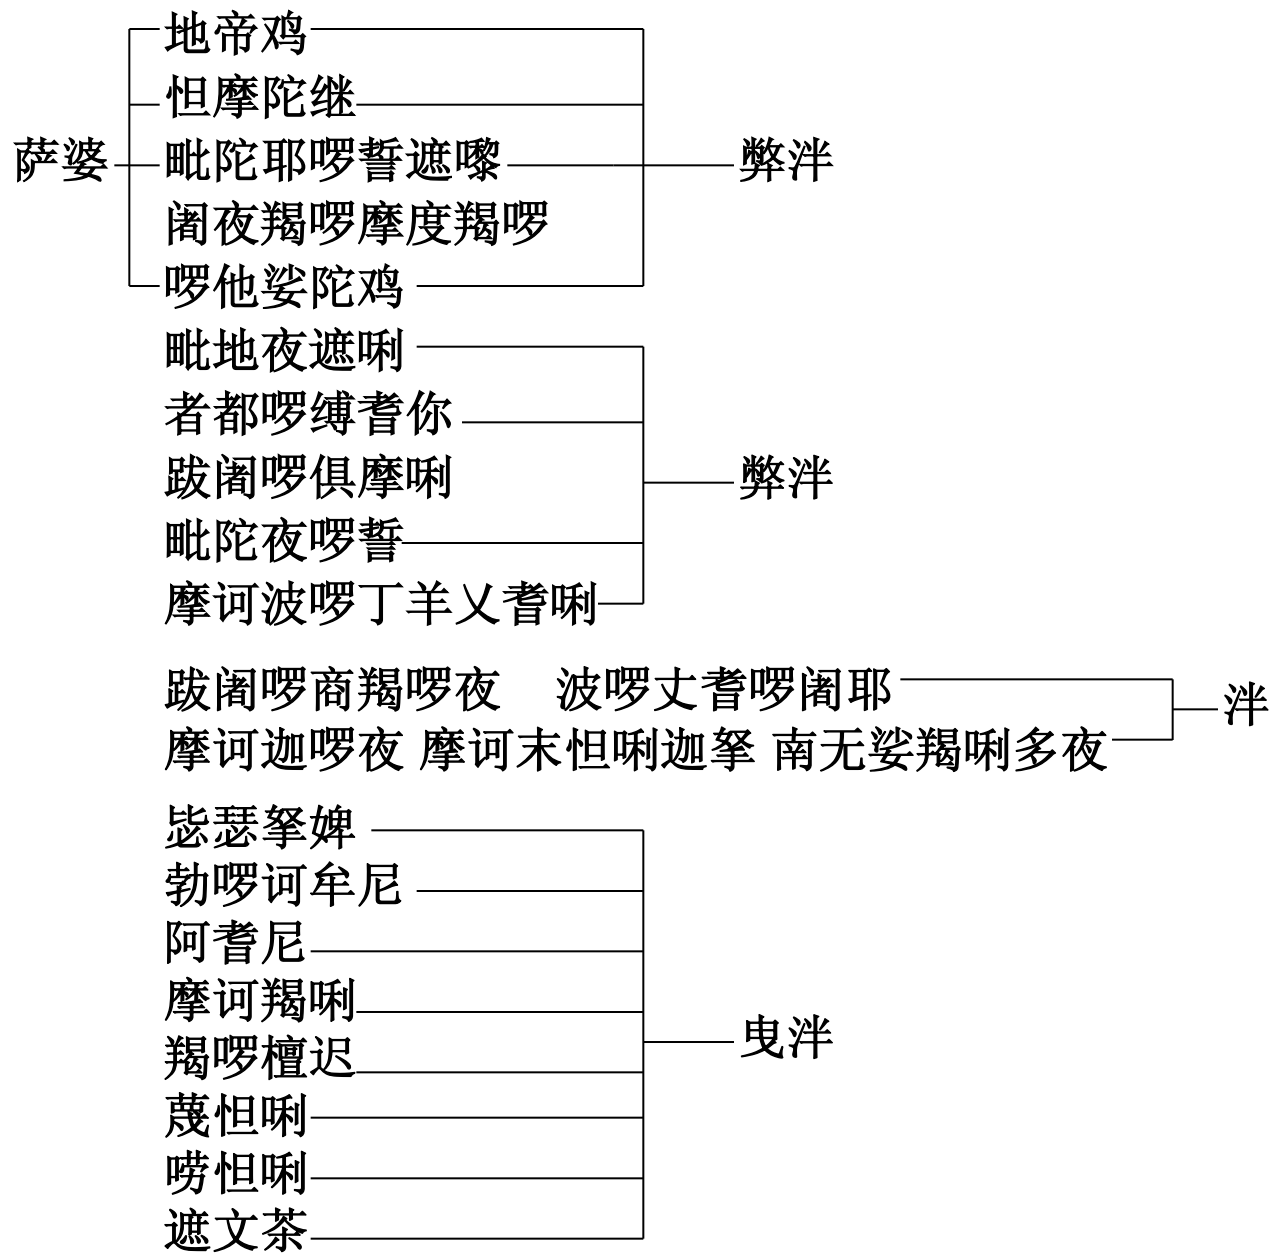 地帝鸡
怛摩陀继
萨婆 毗陀耶啰誓遮嚟 弊泮
阇夜羯啰摩度羯啰
啰他娑陀鸡
毗地夜遮唎
者都啰缚耆你
跋阇啰俱摩唎 弊泮
毗陀夜啰誓
摩诃波啰丁羊乂耆唎
跋阇啰商羯啰夜 波啰丈耆啰阇耶 泮
摩诃迦啰夜 摩诃末怛唎迦拏 南无娑羯唎多夜
毖瑟拏婢
勃啰诃牟尼
阿耆尼
摩诃羯唎
羯啰檀迟 曳泮
蔑怛唎
唠怛唎
遮文茶